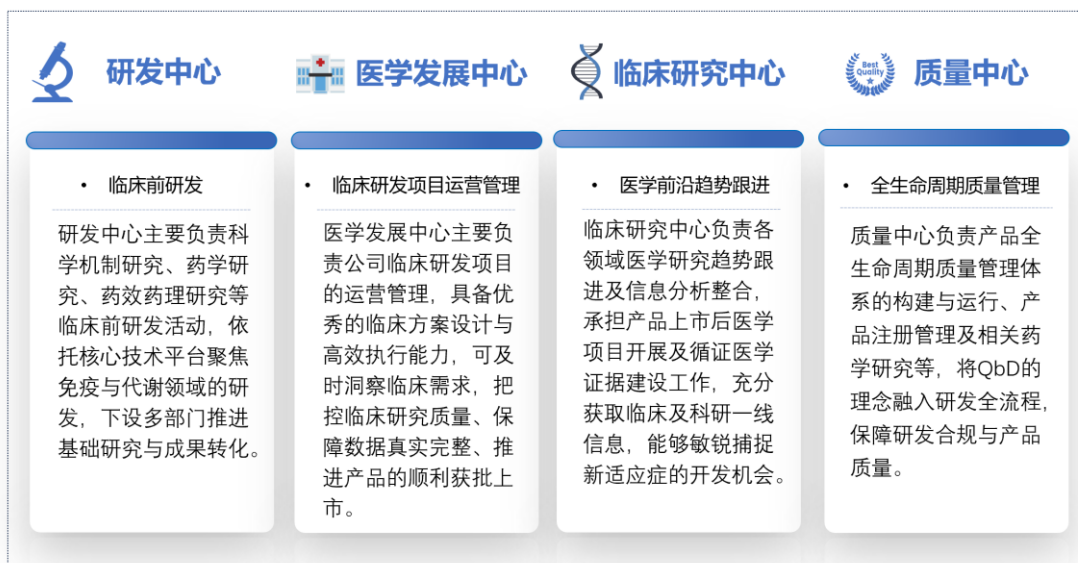 研发中心
• 临床前研发
研发中心主要负责科
学机制研究、药学研
究、药效药理研究等
临床前研发活动，依
托核心技术平台聚焦
免疫与代谢领域的研
发，下设多部门推进
基础研究与成果转化。
医学发展中心
• 临床研发项目运营管理
医学发展中心主要负
责公司临床研发项目
的运营管理，具备优
秀的临床方案设计与
高效执行能力，可及
时洞察临床需求，把
控临床研究质量、保
障数据真实完整、推
进产品的顺利获批上
市。
临床研究中心
• 医学前沿趋势跟进
临床研究中心负责各
领域医学研究趋势跟
进及信息分析整合，
承担产品上市后医学
项目开展及循证医学
证据建设工作，充分
获取临床及科研一线
信息，能够敏锐捕捉
新适应症的开发机会。
Best
Quality
质量中心
• 全生命周期质量管理
质量中心负责产品全
生命周期质量管理体
系的构建与运行、产
品注册管理及相关药
学研究等，将QbD的
理念融入研发全流程，
保障研发合规与产品
质量。